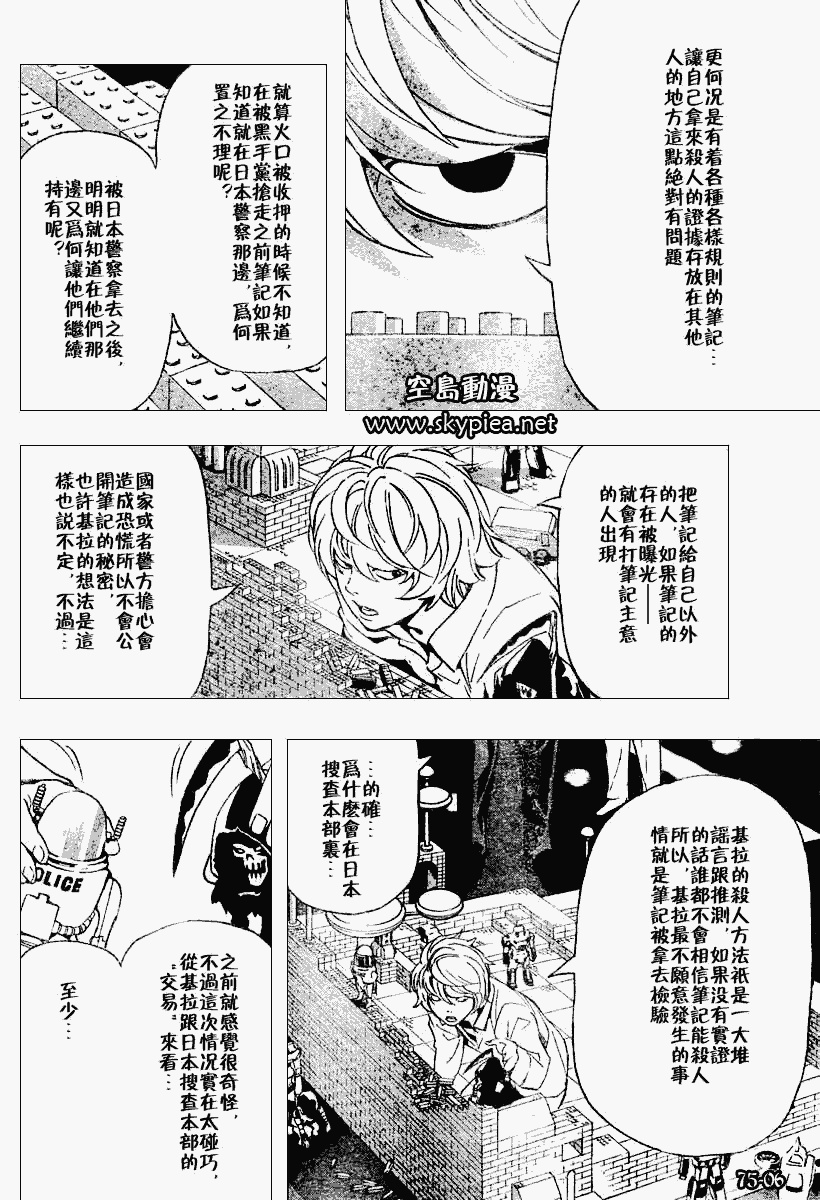 更何况是有着各種各樣規則的筆記…
讓自己拿來殺人的證據存放在其他
人的地方這點絕對有問題
就算火口被收押的時候不知道，
在被黑手黨搶走之前筆記如果
知道就在日本警察那邊，爲何
置之不理呢？
被日本警察拿去之後，
明明就知道在他們那
邊又爲何讓他們繼續
持有呢？
空島動漫
www.skypiea.net
把筆記給自己以外
的人，如果筆記的
存在被曝光——
就會有打筆記主意
的人出現
國家或者警方擔心會
造成恐慌所以不會公
開筆記的秘密，
也許基拉的想法是這
樣也說不定，不過…
基拉的殺人方法祇是一大堆
謠言跟推測，如果没有實證
的話誰都不會相信筆記能殺人
所以，基拉最不願意發生的事
情就是筆記被拿去檢驗
…的確…
爲什麽會在日本
搜查本部裏…
POLICE
之前就感覺很奇怪，
不過這次情况實在太碰巧，
從基拉跟日本搜查本部的
“交易”來看…
至少…
75-06